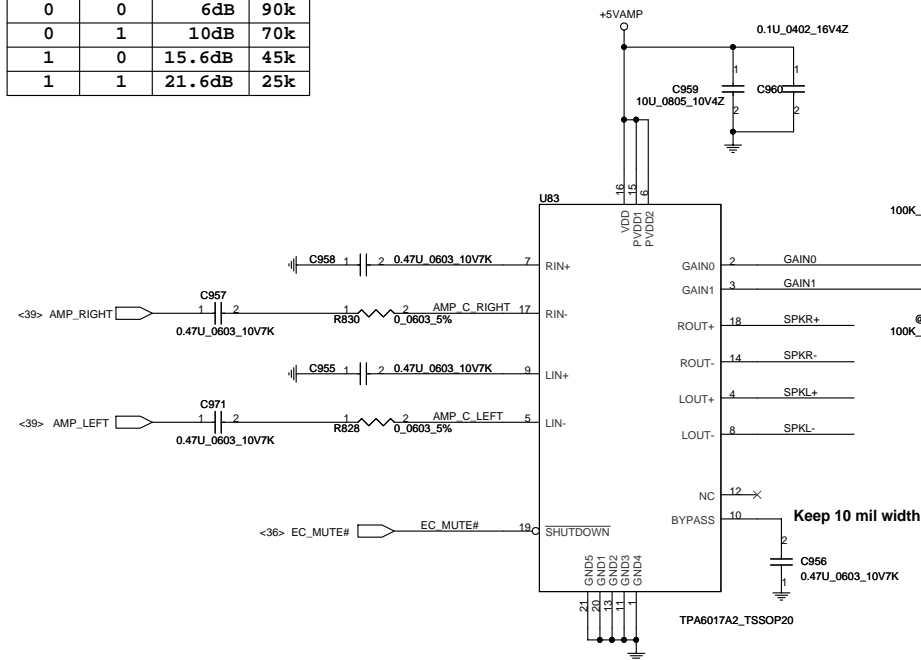 0 0 6dB 90k
0 1 10dB 70k
1 0 15.6dB 45k
1 1 21.6dB 25k
+5VAMP
0.1U_0402_16V4Z
1 1
C959 C960
10U_0805_10V4Z
2 2
U83
16 15 6
VDD PVDD1 PVDD2
100K_
C958 1 2 0.47U_0603_10V7K 7 RIN+
GAIN0 2 GAIN0
GAIN1 3 GAIN1
<39> AMP_RIGHT C957 1 2 0.47U_0603_10V7K
1 2 R830 0_0603_5% AMP_C_RIGHT 17 RIN-
ROUT+ 18 SPKR+
@
100K_
ROUT- 14 SPKR-
C955 1 2 0.47U_0603_10V7K 9 LIN+
LOUT+ 4 SPKL+
<39> AMP_LEFT C971 1 2 0.47U_0603_10V7K
1 2 R828 0_0603_5% AMP_C_LEFT 5 LIN-
LOUT- 8 SPKL-
NC 12
BYPASS 10 Keep 10 mil width
<36> EC_MUTE# EC_MUTE# 19 SHUTDOWN
2
C956
0.47U_0603_10V7K
1
GND5 GND1 GND2 GND3 GND4
21 20 13 11 1
TPA6017A2_TSSOP20